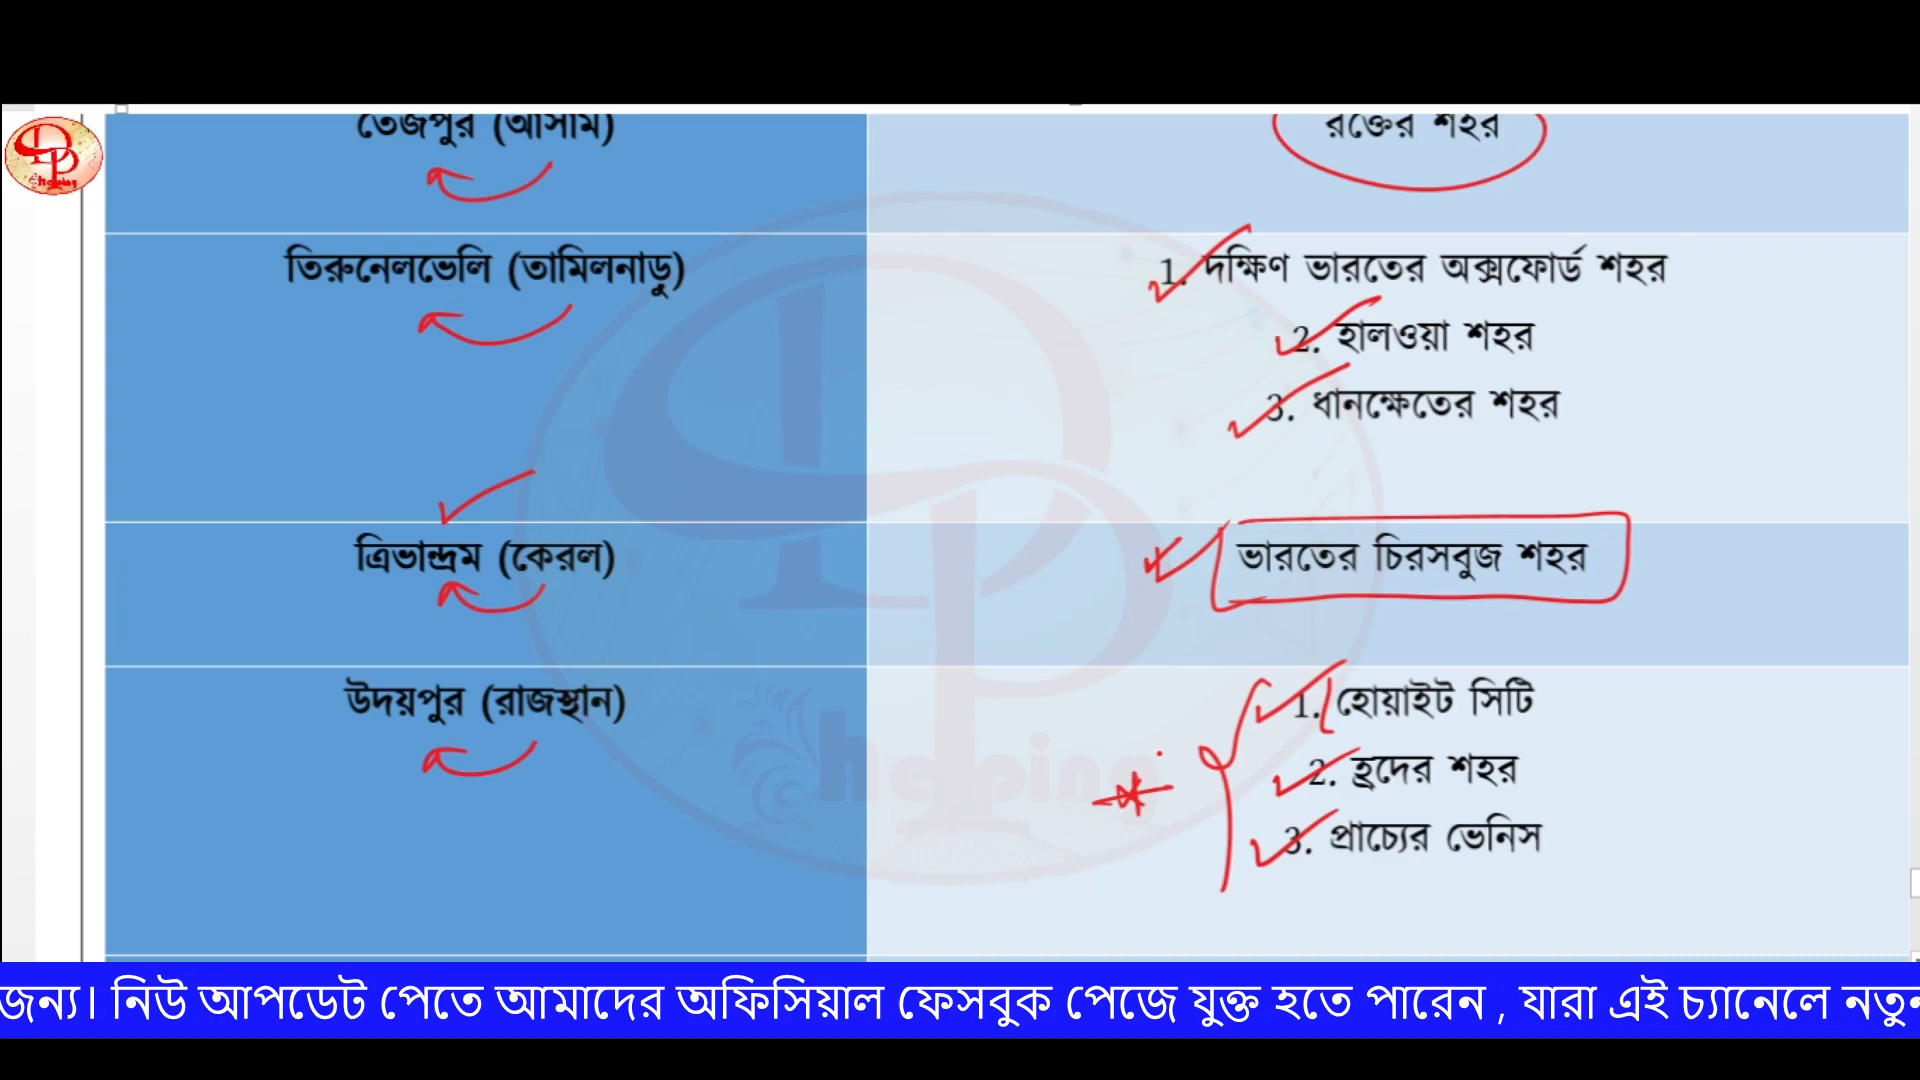 তেজপুর (আসাম)
রক্তের শহর
তিরুনেলভেলি (তামিলনাড়ু)
1. দক্ষিণ ভারতের অক্সফোর্ড শহর
2. হালওয়া শহর
3. ধানক্ষেতের শহর
ত্রিভান্দ্রম (কেরল)
ভারতের চিরসবুজ শহর
উদয়পুর (রাজস্থান)
1. হোয়াইট সিটি
2. হ্রদের শহর
3. প্রাচ্যের ভেনিস
helping
জন্য। নিউ আপডেট পেতে আমাদের অফিসিয়াল ফেসবুক পেজে যুক্ত হতে পারেন , যারা এই চ্যানেলে নতুন